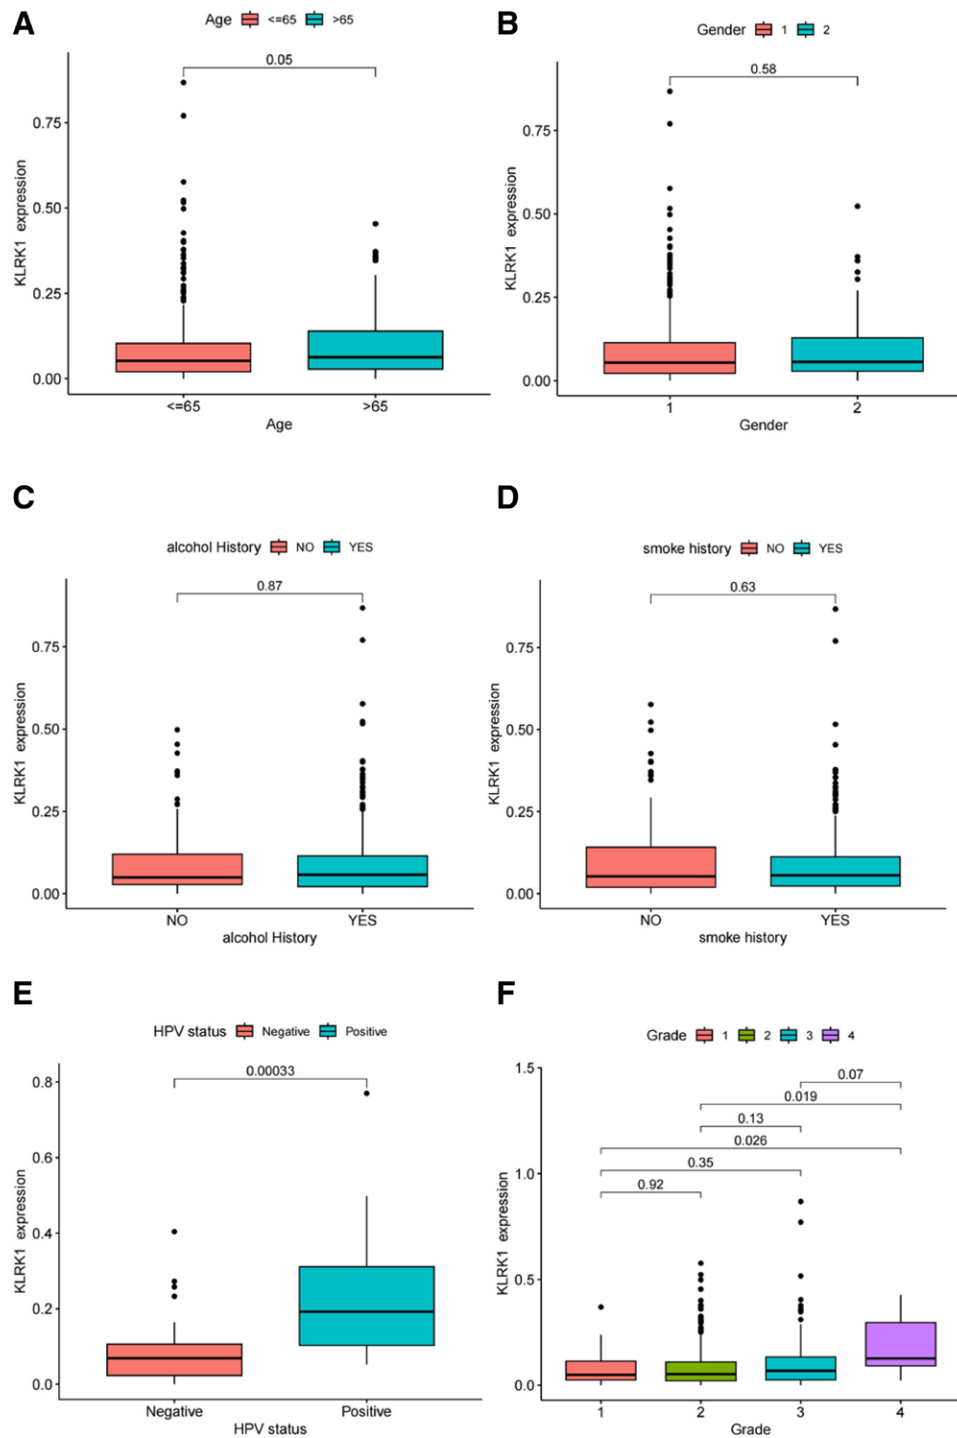 A
Age <=65 >65
0.05
0.75
0.50
0.25
0.00
KLRK1 expression
<=65 >65
Age
B
Gender 1 2
0.58
0.75
0.50
0.25
0.00
KLRK1 expression
1 2
Gender
C
alcohol History NO YES
0.87
0.75
0.50
0.25
0.00
KLRK1 expression
NO YES
alcohol History
D
smoke history NO YES
0.63
0.75
0.50
0.25
0.00
KLRK1 expression
NO YES
smoke history
E
HPV status Negative Positive
0.00033
0.8
0.6
0.4
0.2
0.0
KLRK1 expression
Negative Positive
HPV status
F
Grade 1 2 3 4
1.5
0.07
0.019
0.13
0.026
1.0
0.35
0.92
0.5
0.0
KLRK1 expression
1 2 3 4
Grade